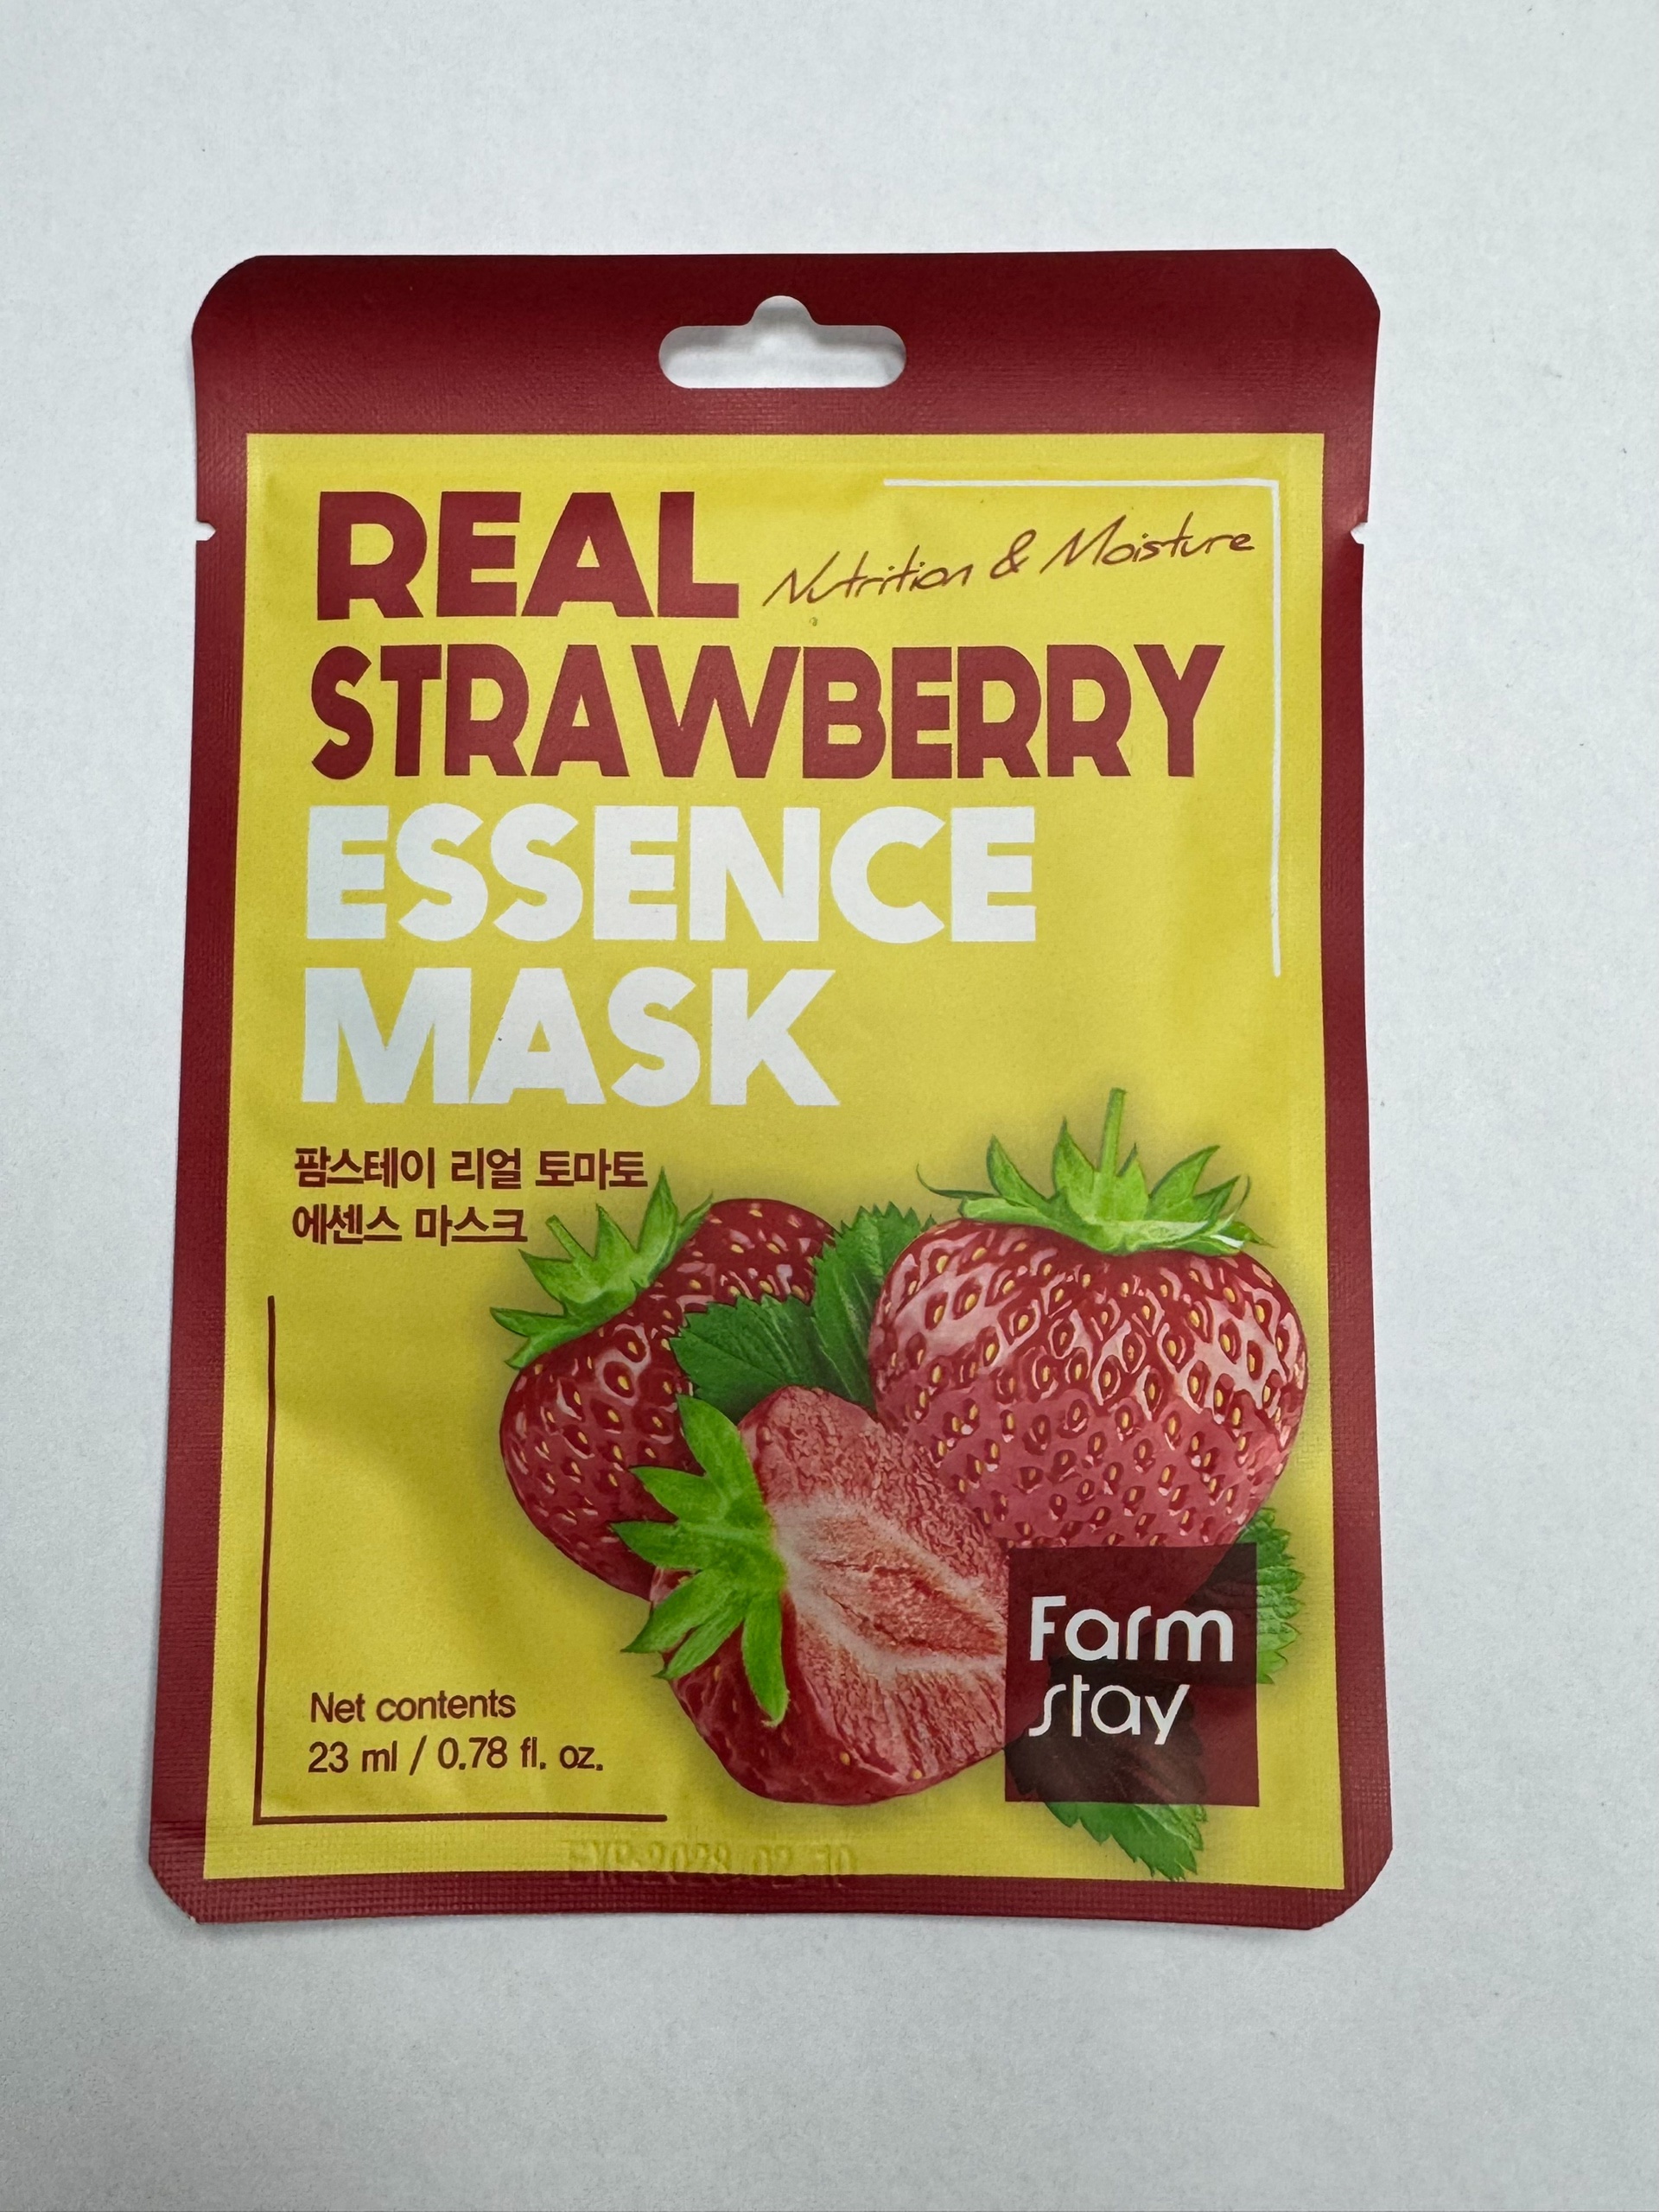 REAL
Nutrition & Moisture
STRAWBERRY
ESSENCE
MASK
팜스테이 리얼 토마토
에센스 마스크
Farm
stay
Net contents
23 ml / 0.78 fl. oz.